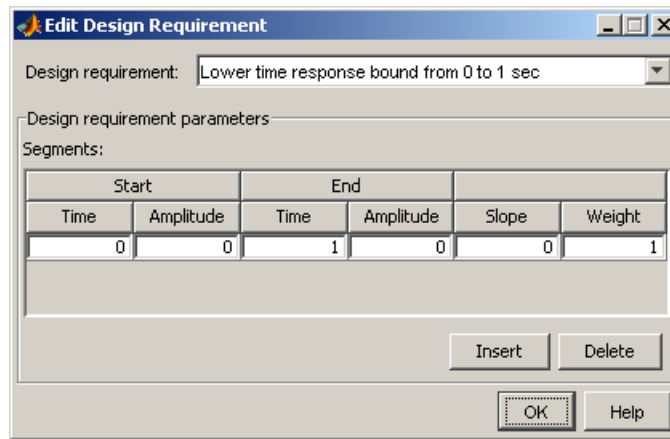 Edit Design Requirement
Design requirement: Lower time response bound from 0 to 1 sec
Design requirement parameters
Segments:
Start End
Time Amplitude Time Amplitude Slope Weight
0 0 1 0 0 1
Insert Delete
OK Help